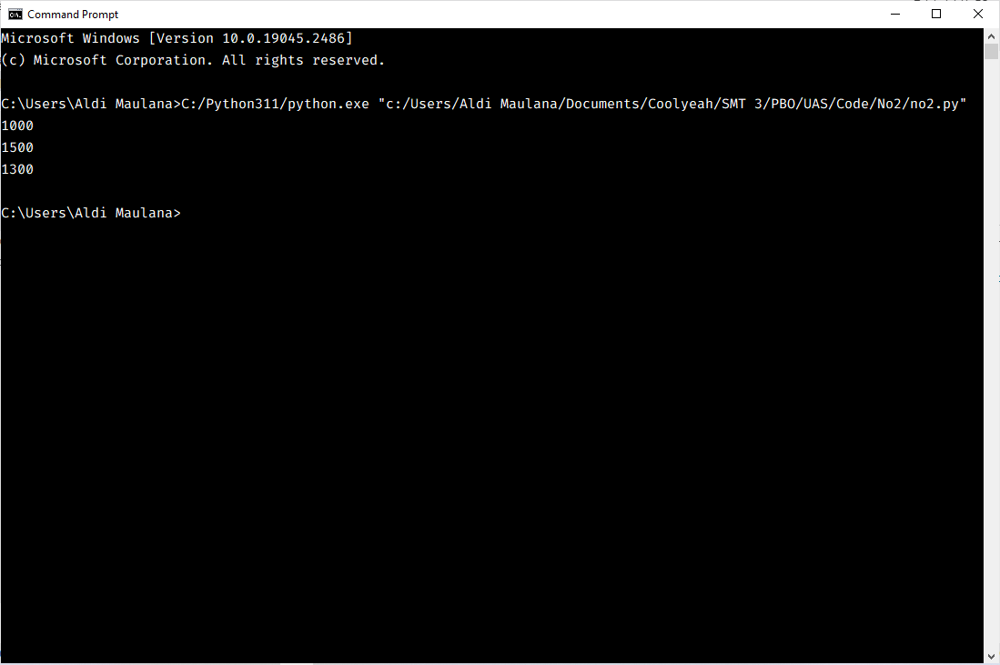 Command Prompt
Microsoft Windows [Version 10.0.19045.2486]
(c) Microsoft Corporation. All rights reserved.
C:\Users\Aldi Maulana>C:/Python311/python.exe "c:/Users/Aldi Maulana/Documents/Coolyeah/SMT 3/PBO/UAS/Code/No2/no2.py"
1000
1500
1300
C:\Users\Aldi Maulana>